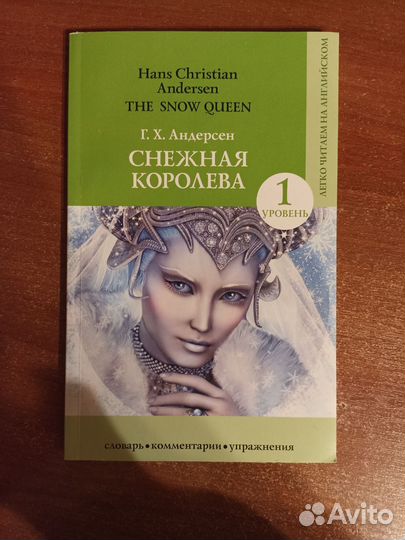 Hans Christian
Andersen
THE SNOW QUEEN
Г. Х. Андерсен
СНЕЖНАЯ
КОРОЛЕВА
1
УРОВЕНЬ
ЛЕГКО ЧИТАЕМ НА АНГЛИЙСКОМ
словарь • комментарии • упражнения
Avito